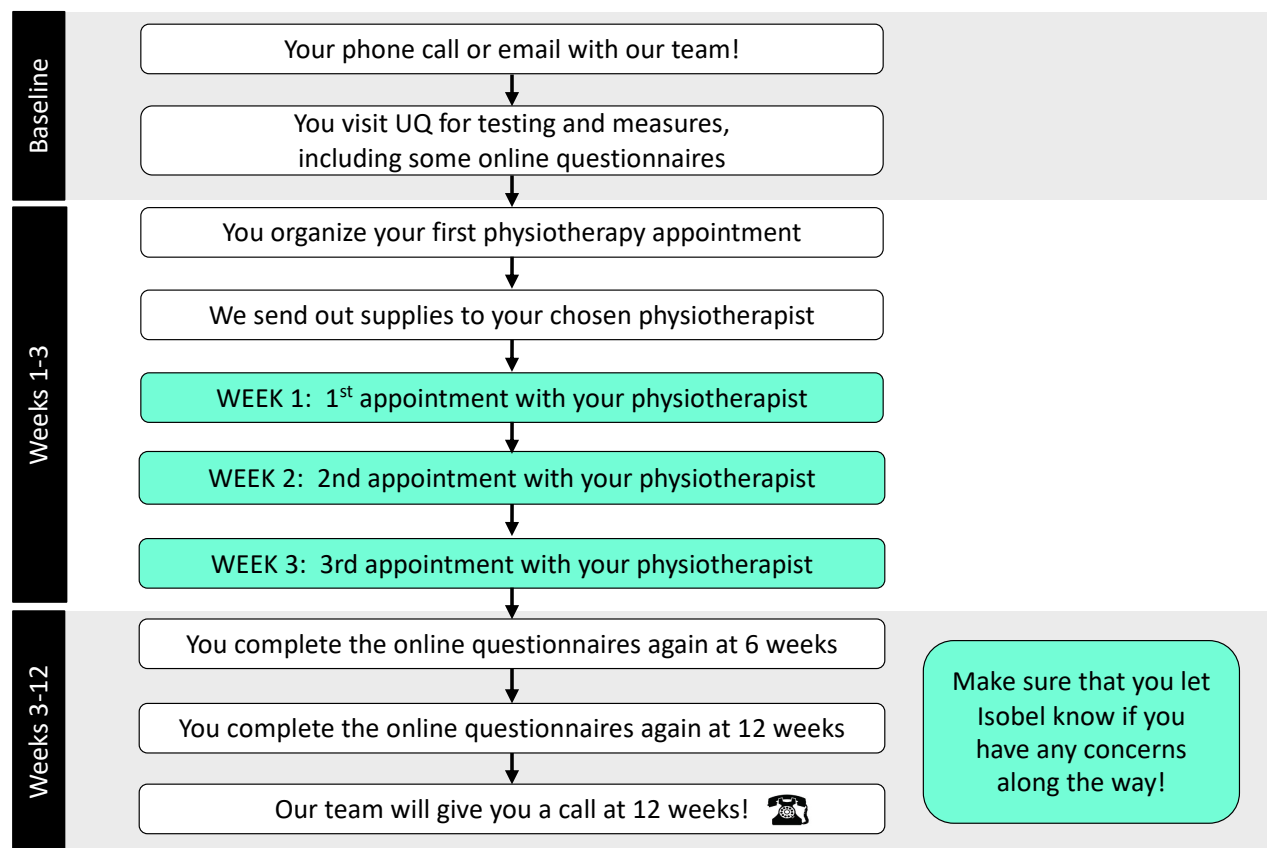 Baseline
Your phone call or email with our team!
You visit UQ for testing and measures,
including some online questionnaires
Weeks 1-3
You organize your first physiotherapy appointment
We send out supplies to your chosen physiotherapist
WEEK 1:  1st appointment with your physiotherapist
WEEK 2:  2nd appointment with your physiotherapist
WEEK 3:  3rd appointment with your physiotherapist
Weeks 3-12
You complete the online questionnaires again at 6 weeks
You complete the online questionnaires again at 12 weeks
Our team will give you a call at 12 weeks!
Make sure that you let
Isobel know if you
have any concerns
along the way!